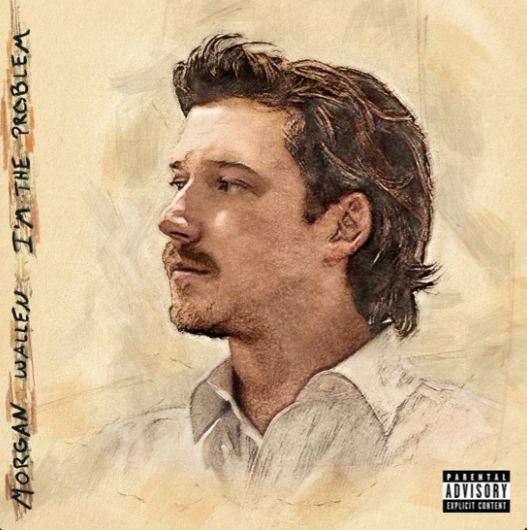 MORGAN WALLEN I'M THE PROBLEM
PARENTAL
ADVISORY
EXPLICIT CONTENT